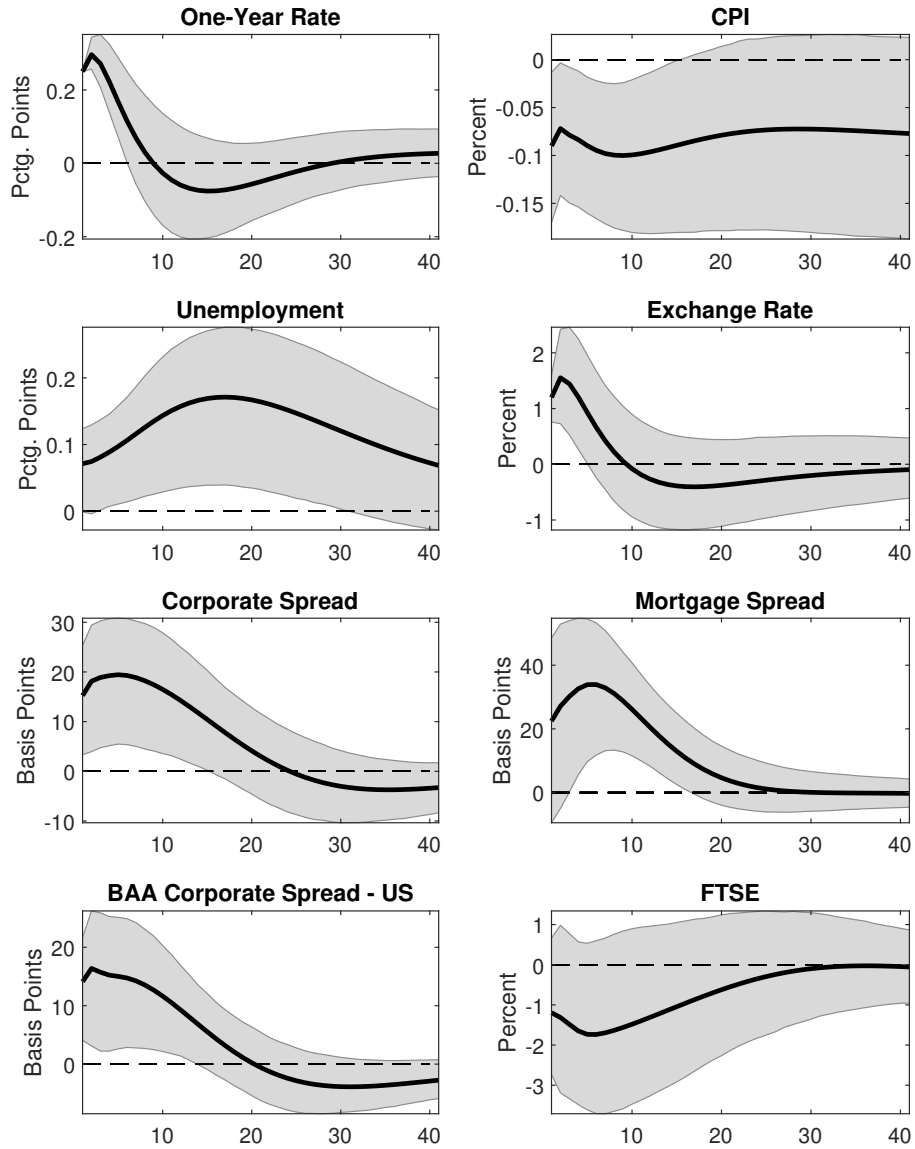 One-Year Rate
Pctg. Points
0.2
0
-0.2
10 20 30 40
CPI
Percent
0
-0.05
-0.1
-0.15
10 20 30 40
Unemployment
Pctg. Points
0.2
0.1
0
10 20 30 40
Exchange Rate
Percent
2
1
0
-1
10 20 30 40
Corporate Spread
Basis Points
30
20
10
0
-10
10 20 30 40
Mortgage Spread
Basis Points
40
20
0
10 20 30 40
BAA Corporate Spread - US
Basis Points
20
10
0
10 20 30 40
FTSE
Percent
1
0
-1
-2
-3
10 20 30 40